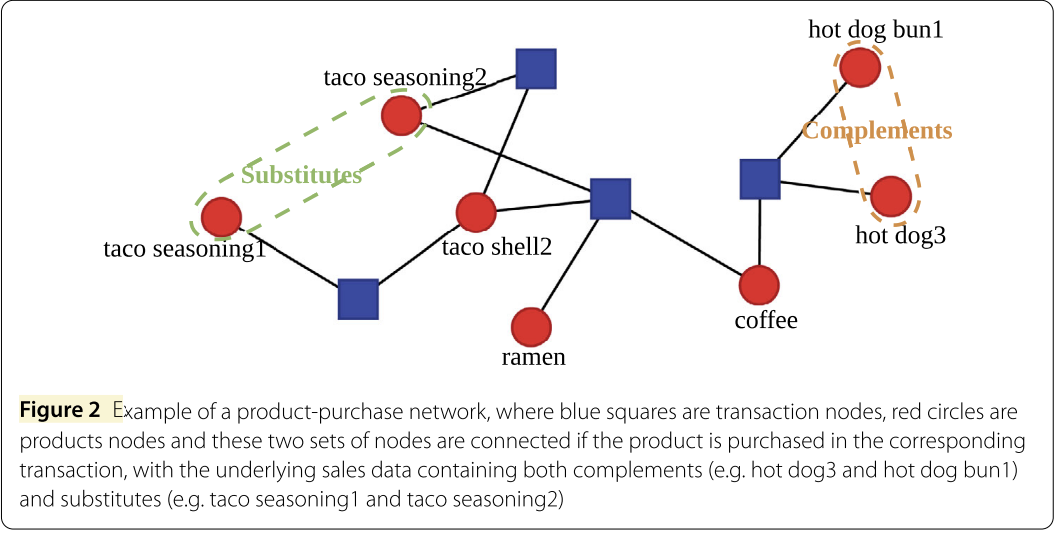 hot dog bun1
taco seasoning2
Complements
Substitutes
hot dog3
taco seasoning1
taco shell2
coffee
ramen
Figure 2 Example of a product-purchase network, where blue squares are transaction nodes, red circles are
products nodes and these two sets of nodes are connected if the product is purchased in the corresponding
transaction, with the underlying sales data containing both complements (e.g. hot dog3 and hot dog bun1)
and substitutes (e.g. taco seasoning1 and taco seasoning2)